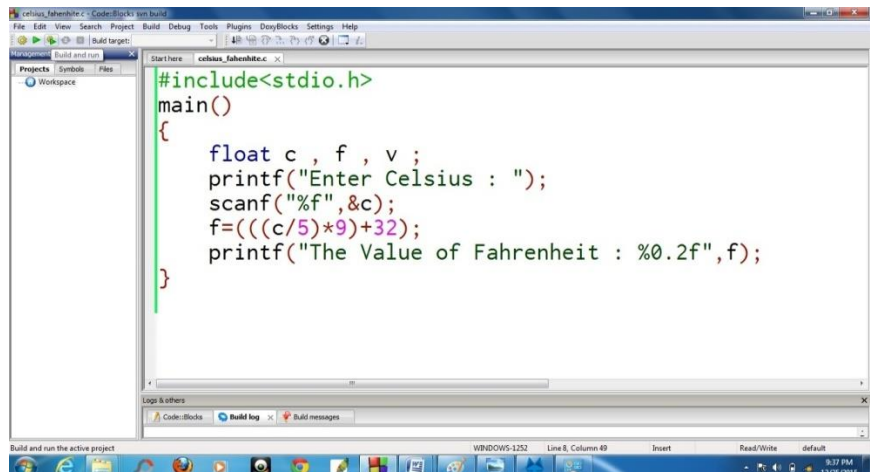 celsius_fahenhite.c - Code::Blocks svn build
File Edit View Search Project Build Debug Tools Plugins DoxyBlocks Settings Help
Build target:
Management Build and run
Start here celsius_fahenhite.c
Projects Symbols Files
Workspace
#include<stdio.h>
main()
{
float c , f , v ;
printf("Enter Celsius : ");
scanf("%f",&c);
f=(((c/5)*9)+32);
printf("The Value of Fahrenheit : %0.2f",f);
}
Logs & others
Code::Blocks Build log Build messages
Build and run the active project WINDOWS-1252 Line 8, Column 49 Insert Read/Write default
9:37 PM